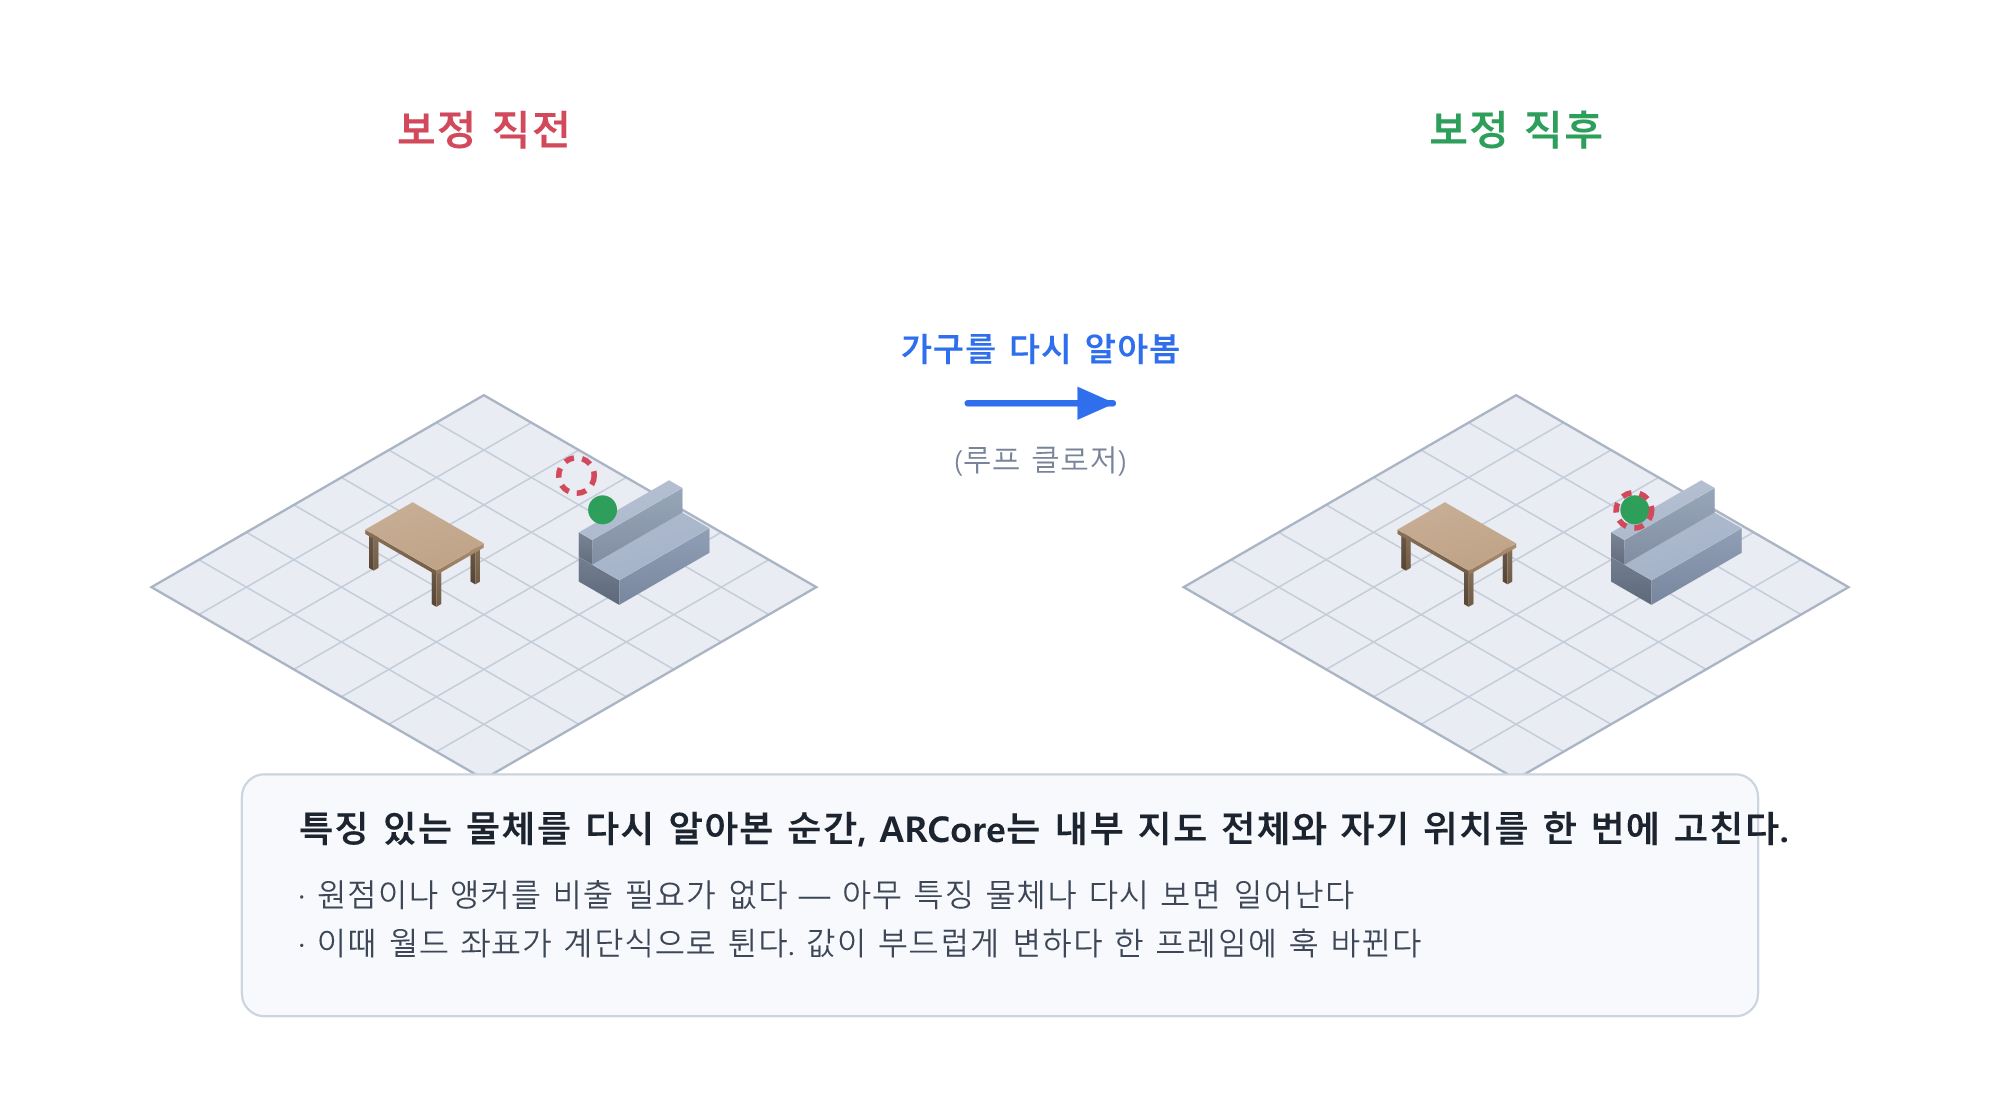 보정 직전
보정 직후
가구를 다시 알아봄
(루프 클로저)
특징 있는 물체를 다시 알아본 순간, ARCore는 내부 지도 전체와 자기 위치를 한 번에 고친다.
· 원점이나 앵커를 비출 필요가 없다 — 아무 특징 물체나 다시 보면 일어난다
· 이때 월드 좌표가 계단식으로 튄다. 값이 부드럽게 변하다 한 프레임에 훅 바뀐다